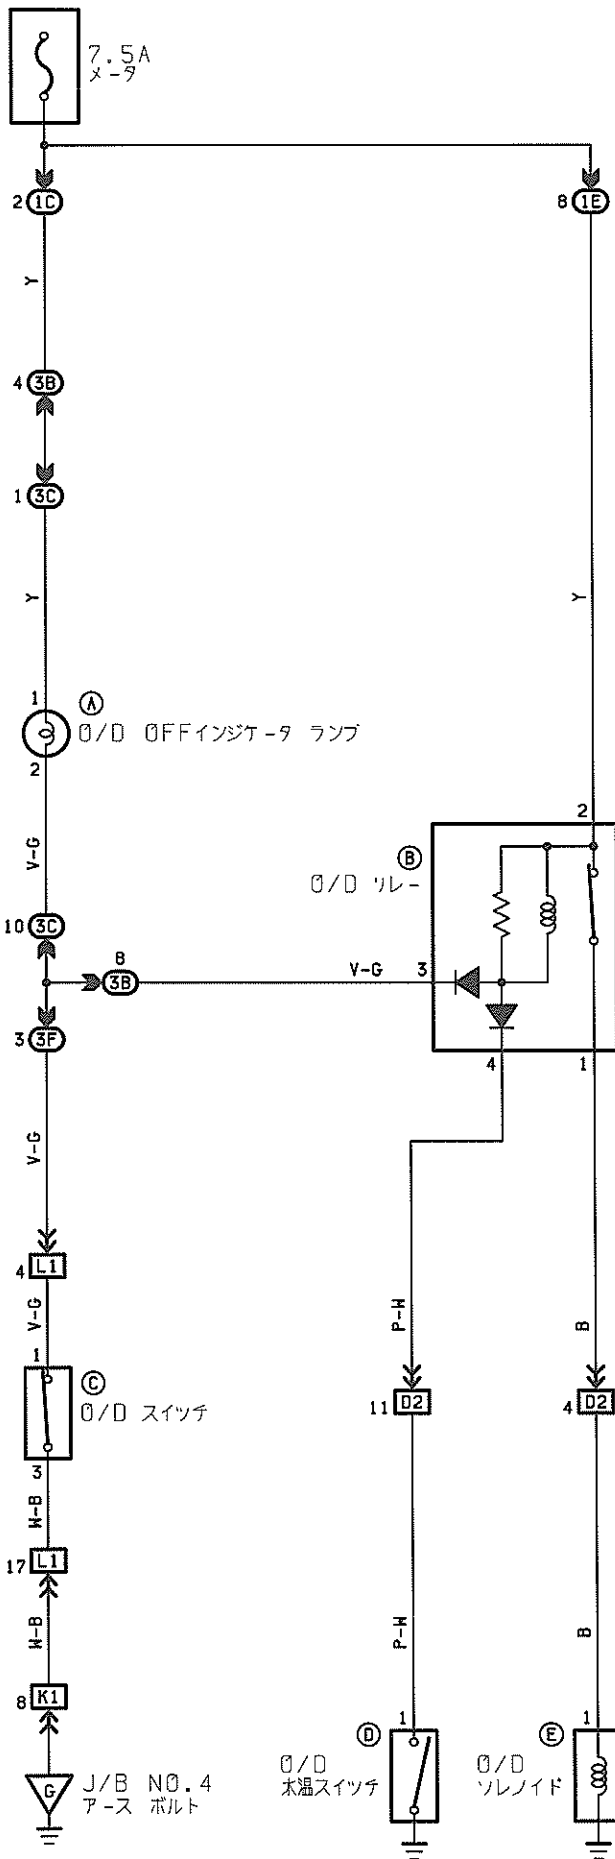 7.5A
メータ
2 1C
8 1E
Y
4 3B
1 3C
Y
Y
1
A
O/D OFFインジケータ ランプ
2
2
V-G
B
O/D リレー
10 3C
8
3B
V-G
3
3 3F
4
1
V-G
4 L1
V-G
P-W
B
1
C
O/D スイッチ
11 D2
4 D2
3
W-B
17 L1
W-B
P-W
B
8 K1
1
D
1
E
G
J/B NO.4
アース ボルト
O/D
水温スイッチ
O/D
ソレノイド